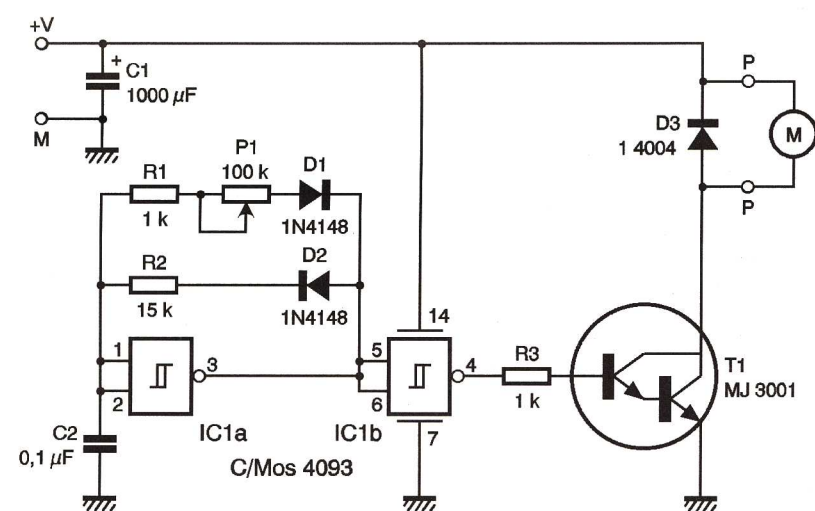 +V
+
C1
1000 µF
M
P
D3
1 4004
M
P
R1
1 k
P1
100 k
D1
1N4148
R2
15 k
D2
1N4148
14
1
2
3
5
6
4
7
IC1a
IC1b
C/Mos 4093
C2
0,1 µF
R3
1 k
T1
MJ 3001